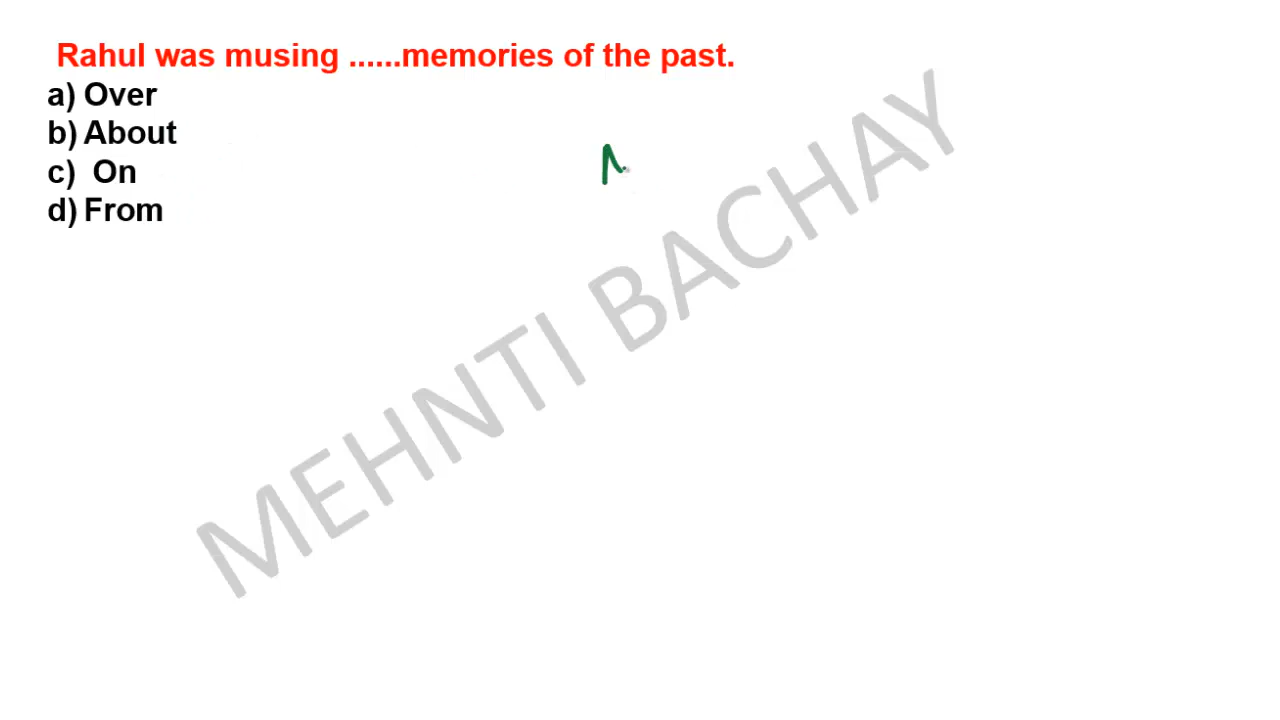 Rahul was musing ......memories of the past.
a) Over
b) About
c) On
d) From
MEHNTI BACHAY